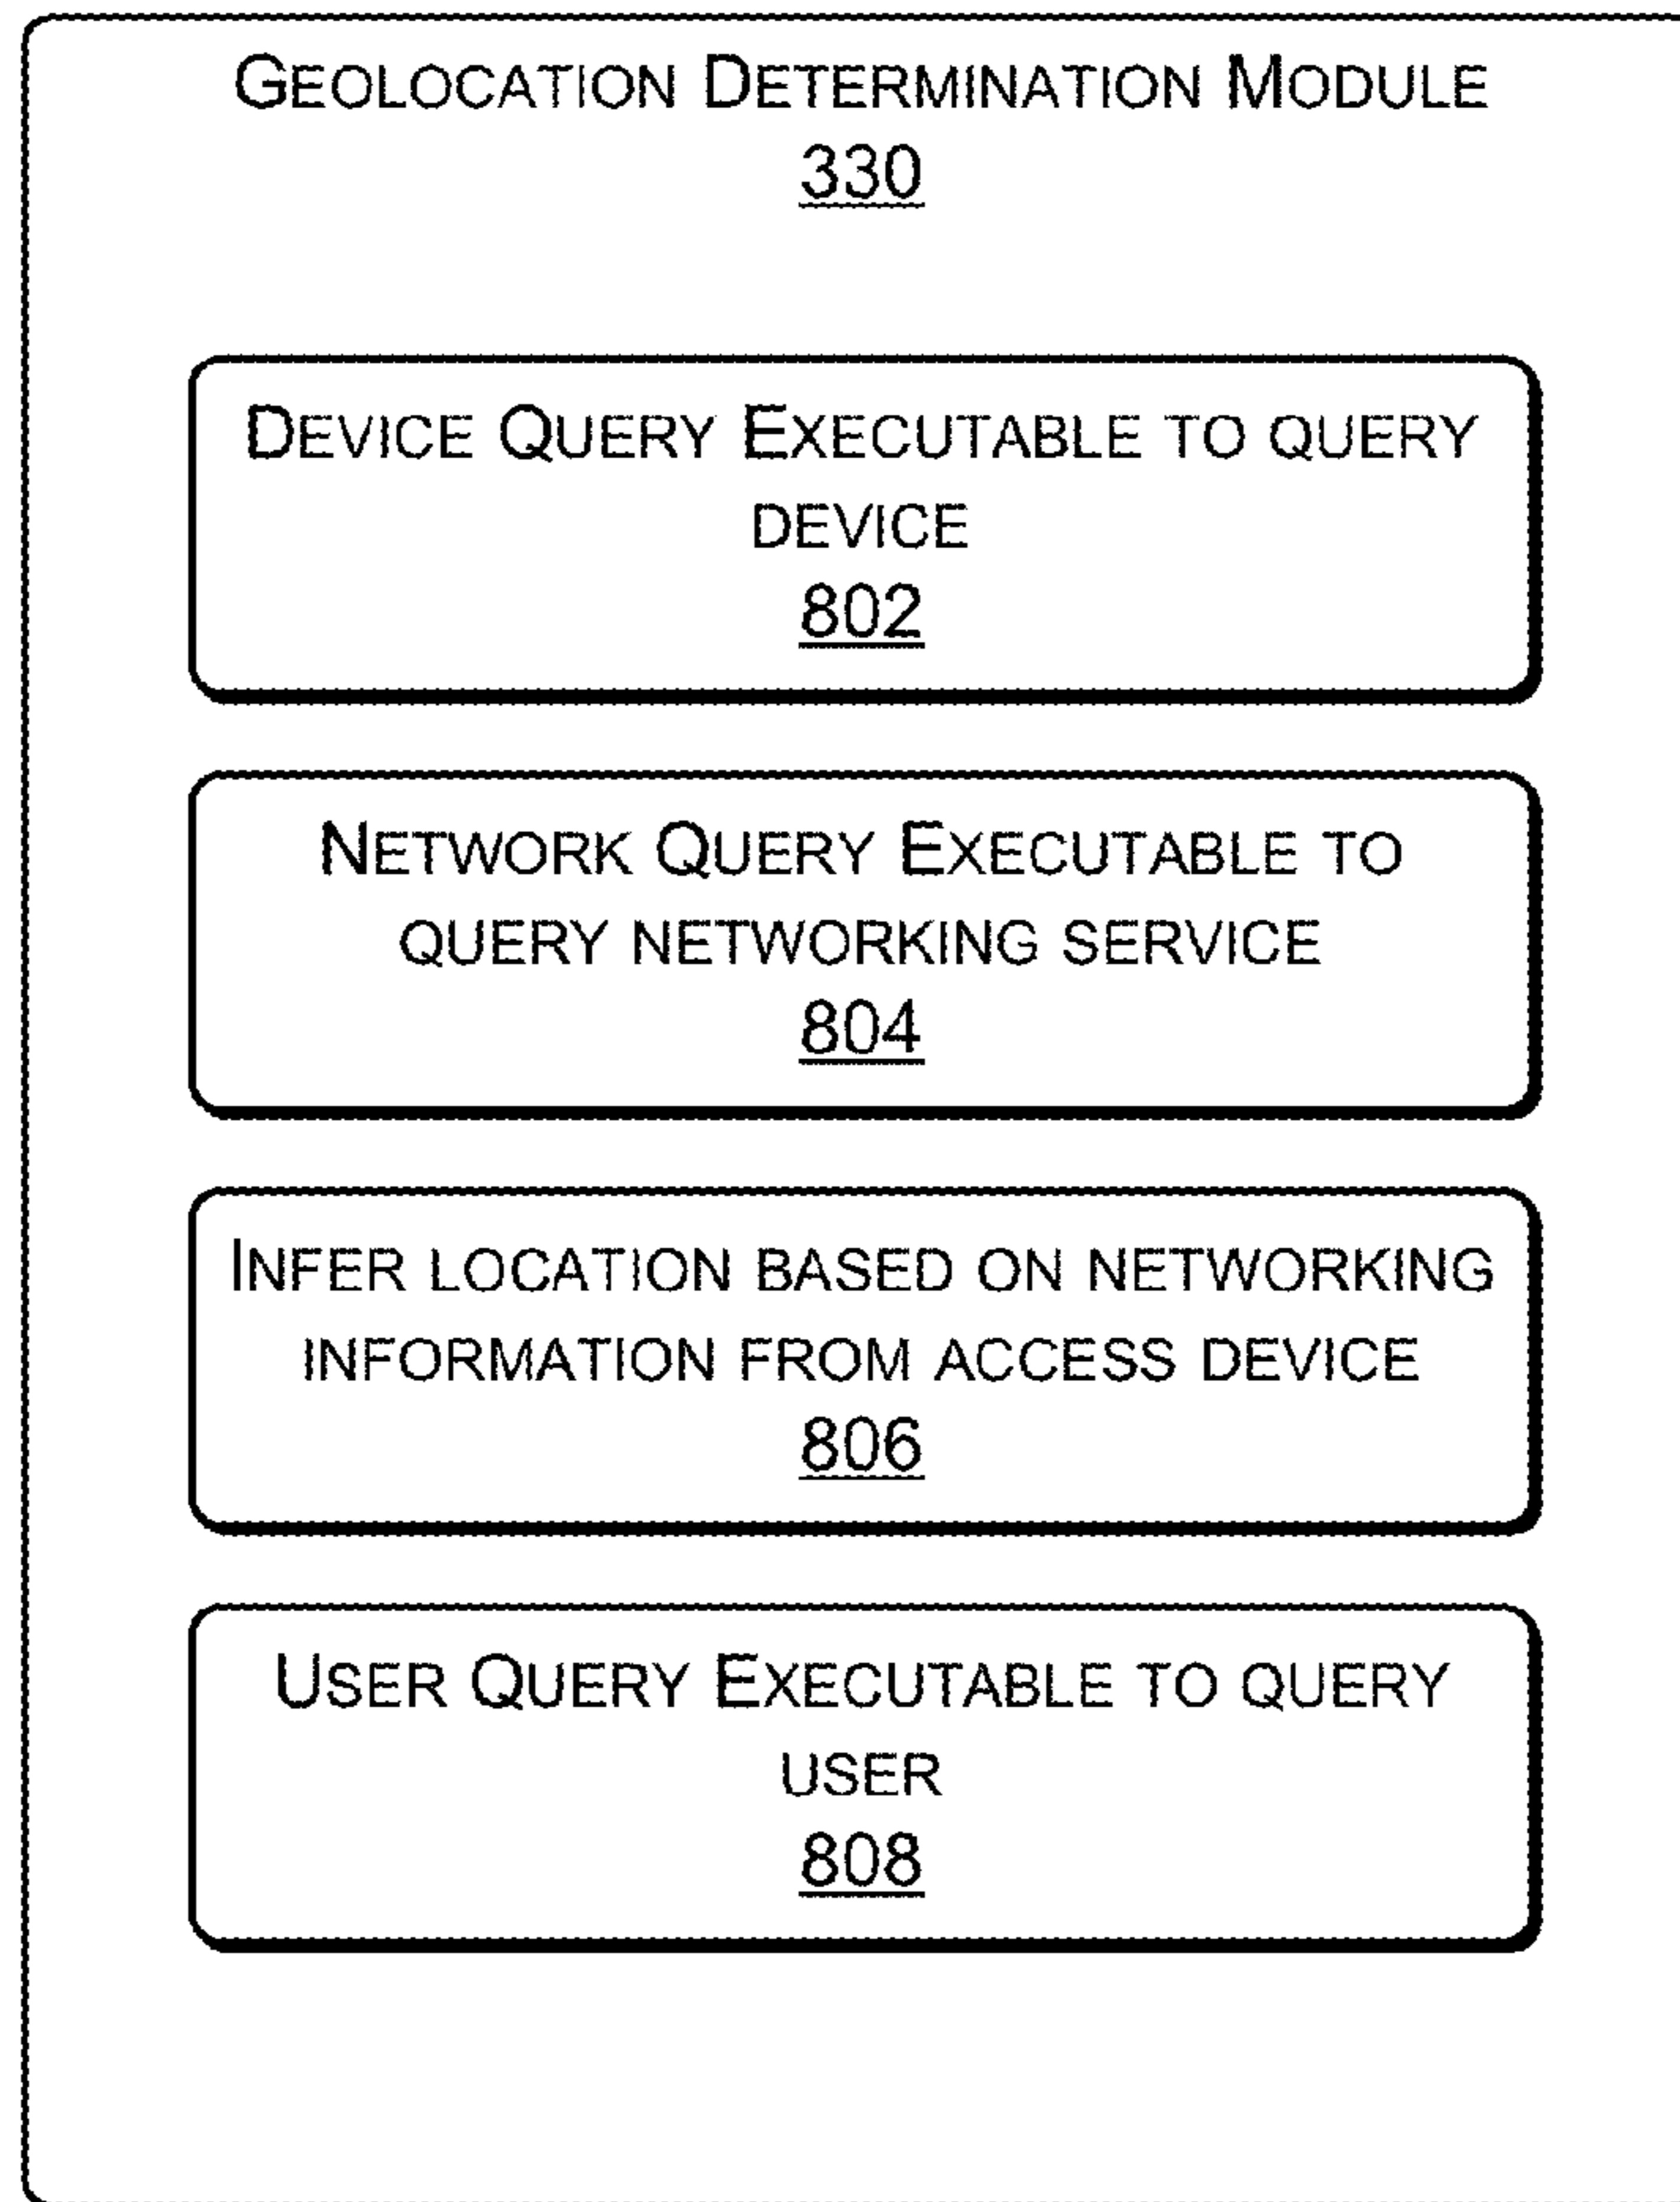 GEOLOCATION DETERMINATION MODULE
330
DEVICE QUERY EXECUTABLE TO QUERY
DEVICE
802
NETWORK QUERY EXECUTABLE TO
QUERY NETWORKING SERVICE
804
INFER LOCATION BASED ON NETWORKING
INFORMATION FROM ACCESS DEVICE
806
USER QUERY EXECUTABLE TO QUERY
USER
808